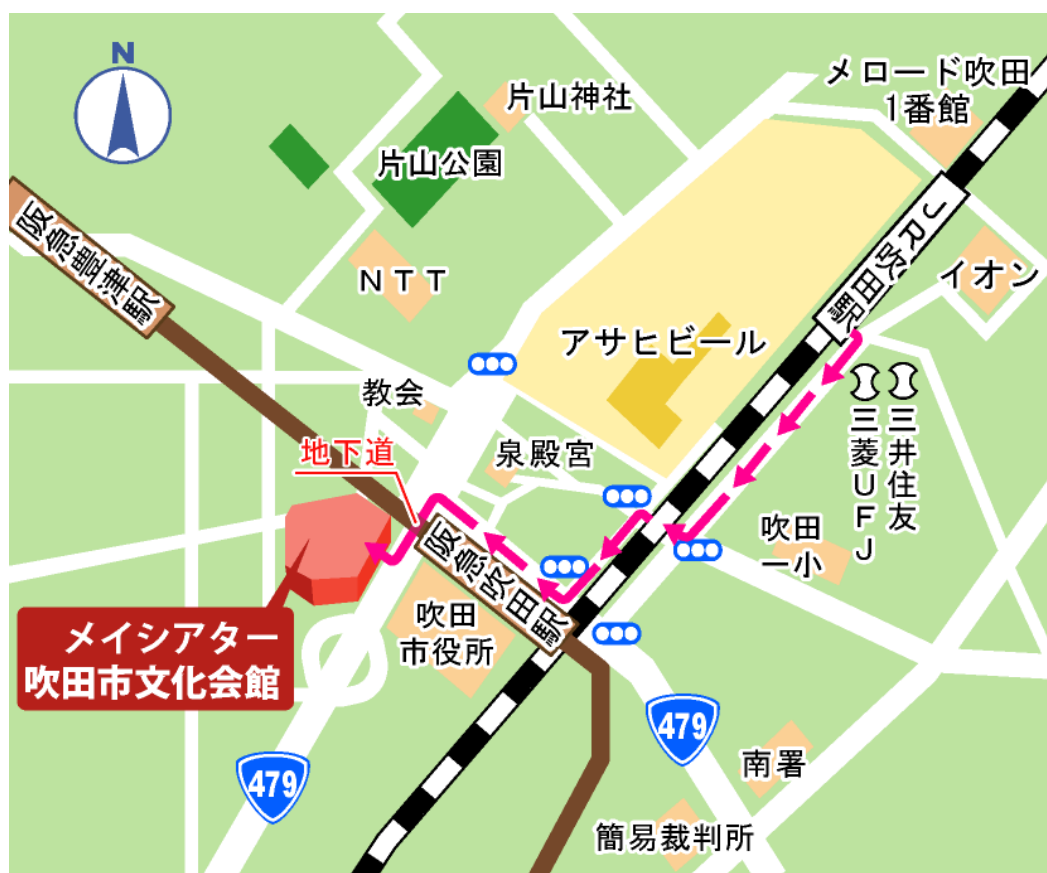 N
メロード吹田
1番館
片山神社
片山公園
JR吹田駅
阪急豊津駅
NTT
イオン
アサヒビール
教会
地下道
泉殿宮
三菱UFJ
三井住友
吹田
一小
阪急吹田駅
吹田
市役所
メイシアター
吹田市文化会館
479
479
南署
簡易裁判所